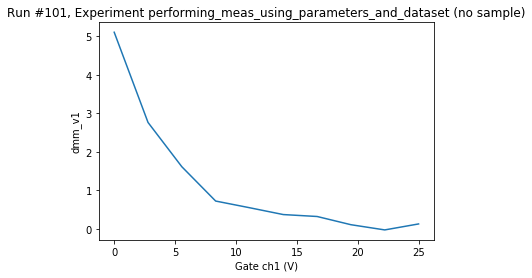 Run #101, Experiment performing_meas_using_parameters_and_dataset (no sample)
5
4
3
2
1
0
dmm_v1
0 5 10 15 20 25
Gate ch1 (V)